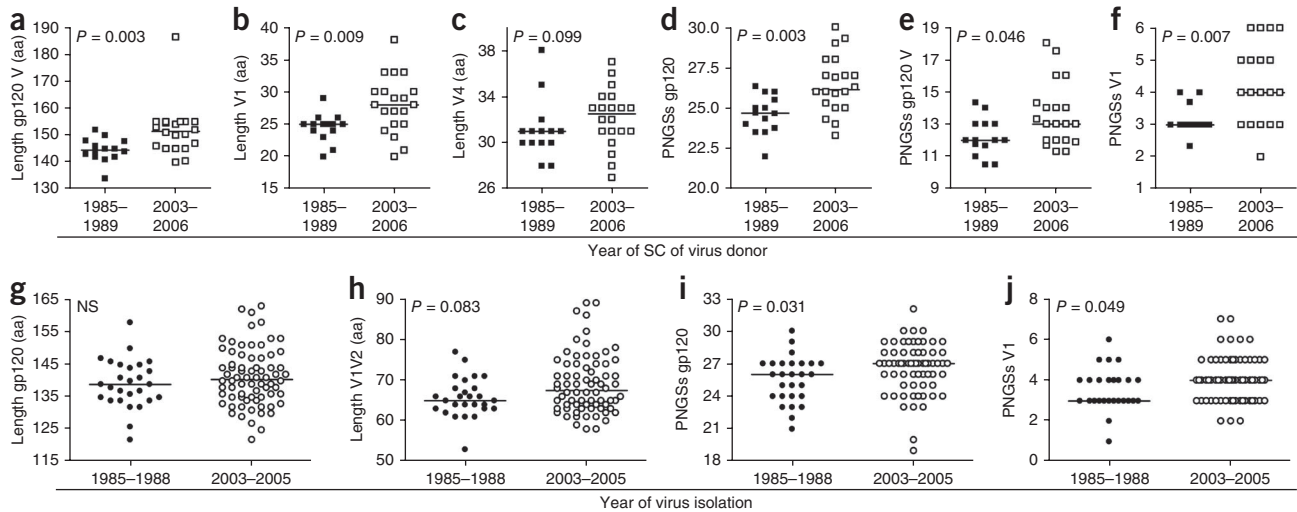 a
P = 0.003
Length gp120 V (aa)
190
180
170
160
150
140
130
1985–
1989
2003–
2006
b
P = 0.009
Length V1 (aa)
45
35
25
15
1985–
1989
2003–
2006
c
P = 0.099
Length V4 (aa)
38
34
30
26
1985–
1989
2003–
2006
d
P = 0.003
PNGSs gp120
30.0
27.5
25.0
22.5
20.0
1985–
1989
2003–
2006
e
P = 0.046
PNGSs gp120 V
19
17
15
13
11
9
1985–
1989
2003–
2006
f
P = 0.007
PNGSs V1
6
5
4
3
2
1
1985–
1989
2003–
2006
Year of SC of virus donor
g
NS
Length gp120 (aa)
165
155
145
135
125
115
1985–1988
2003–2005
h
P = 0.083
Length V1V2 (aa)
90
80
70
60
50
1985–1988
2003–2005
i
P = 0.031
PNGSs gp120
33
30
27
24
21
18
1985–1988
2003–2005
j
P = 0.049
PNGSs V1
8
6
4
2
0
1985–1988
2003–2005
Year of virus isolation